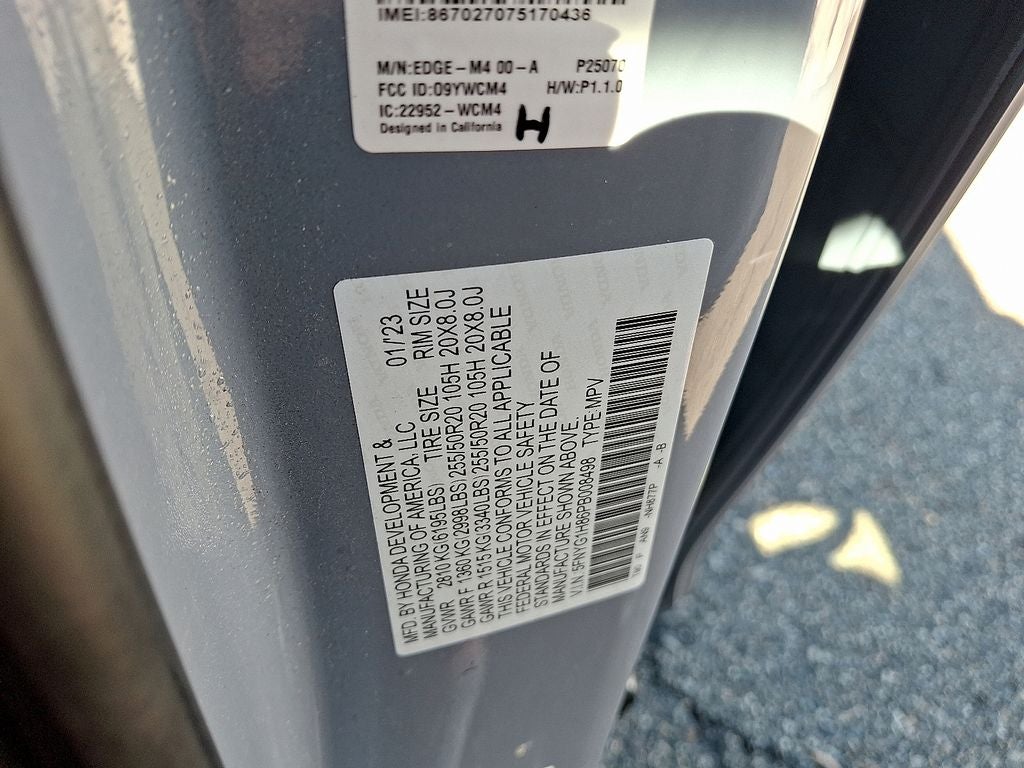 IMEI:867027075170436
M/N:EDGE-M4 00-A P25070
FCC ID:O9YWCM4 H/W:P1.1.0
IC:22952-WCM4
Designed in California H
MFD. BY HONDA DEVELOPMENT &
MANUFACTURING OF AMERICA, LLC 01/23
GVWR 2810 KG(6195LBS) TIRE SIZE RIM SIZE
GAWR F 1360 KG(2998LBS) 255/50R20 105H 20X8.0J
GAWR R 1515 KG(3340LBS) 255/50R20 105H 20X8.0J
THIS VEHICLE CONFORMS TO ALL APPLICABLE
FEDERAL MOTOR VEHICLE SAFETY
STANDARDS IN EFFECT ON THE DATE OF
MANUFACTURE SHOWN ABOVE.
V.I.N. 5FNYG1H86PB008498 TYPE:MPV
NH877P -A -B